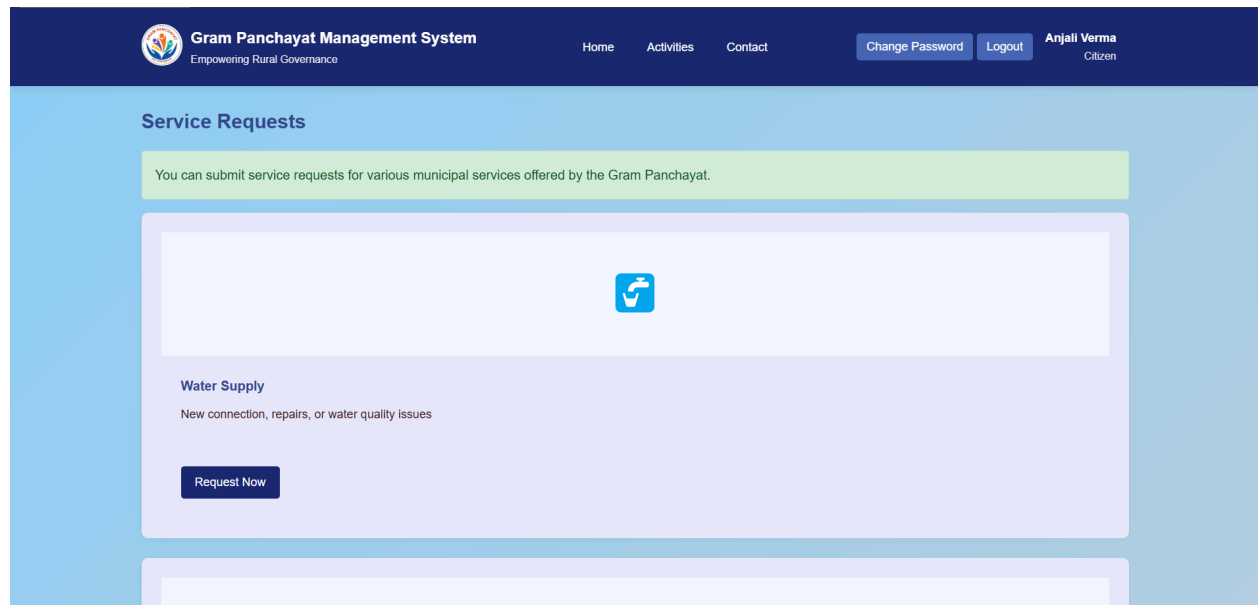 Gram Panchayat Management System
Empowering Rural Governance
Home
Activities
Contact
Change Password
Logout
Anjali Verma
Citizen
Service Requests
You can submit service requests for various municipal services offered by the Gram Panchayat.
Water Supply
New connection, repairs, or water quality issues
Request Now